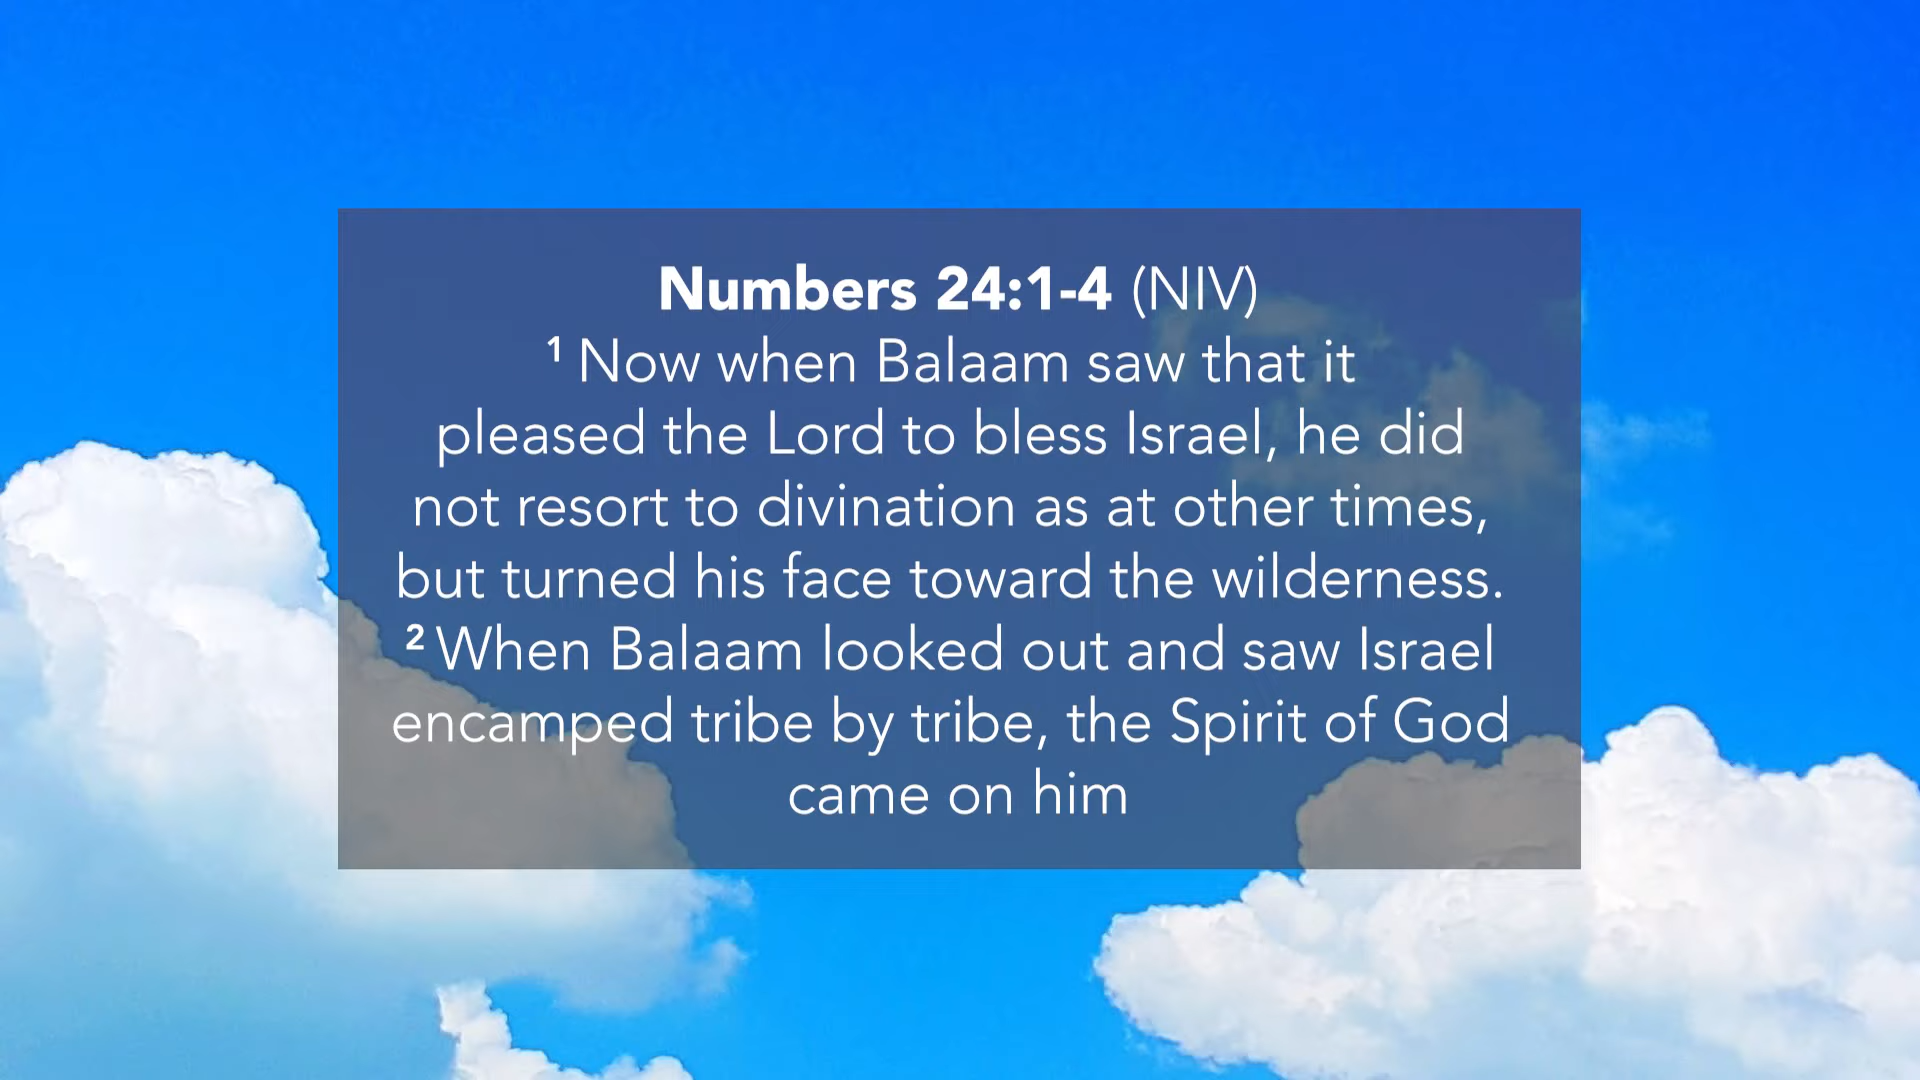 Numbers 24:1-4 (NIV)
1 Now when Balaam saw that it
pleased the Lord to bless Israel, he did
not resort to divination as at other times,
but turned his face toward the wilderness.
2 When Balaam looked out and saw Israel
encamped tribe by tribe, the Spirit of God
came on him